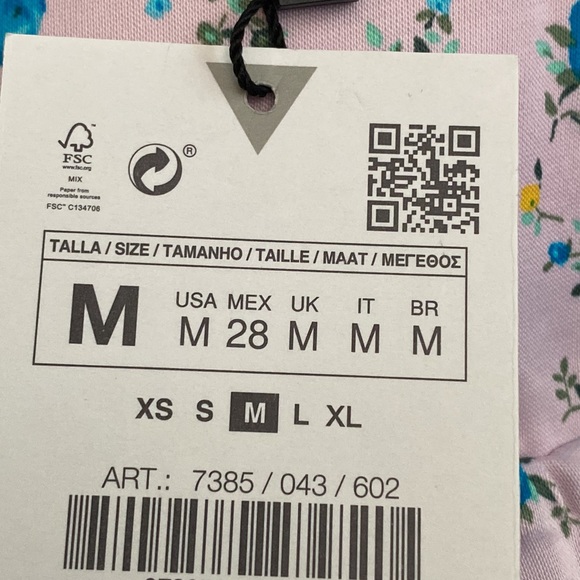 FSC
www.fsc.org
MIX
Paper from
responsible sources
FSC® C134706
®
TALLA / SIZE / TAMANHO / TAILLE / MAAT / ΜΕΓΕΘΟΣ
M
USA MEX UK IT BR
M 28 M M M
XS S M L XL
ART.: 7385 / 043 / 602